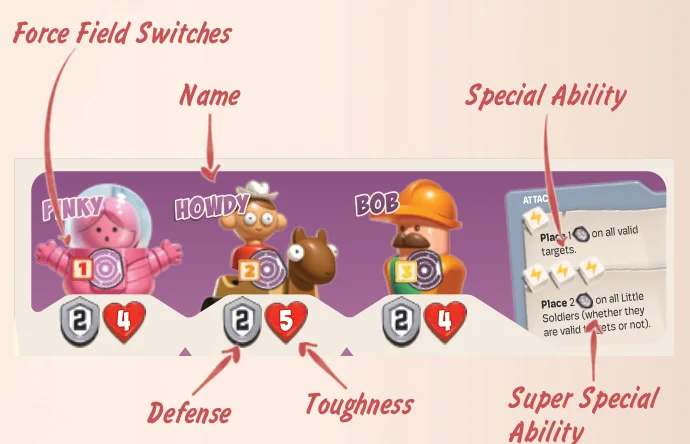 Force Field Switches
Name
Special Ability
PINKY
HOWDY
BOB
ATTAC
Place 1 on all valid
targets.
1
2
3
Place 2 on all Little
Soldiers (whether they
are valid targets or not).
2 4
2 5
2 4
Defense
Toughness
Super Special
Ability